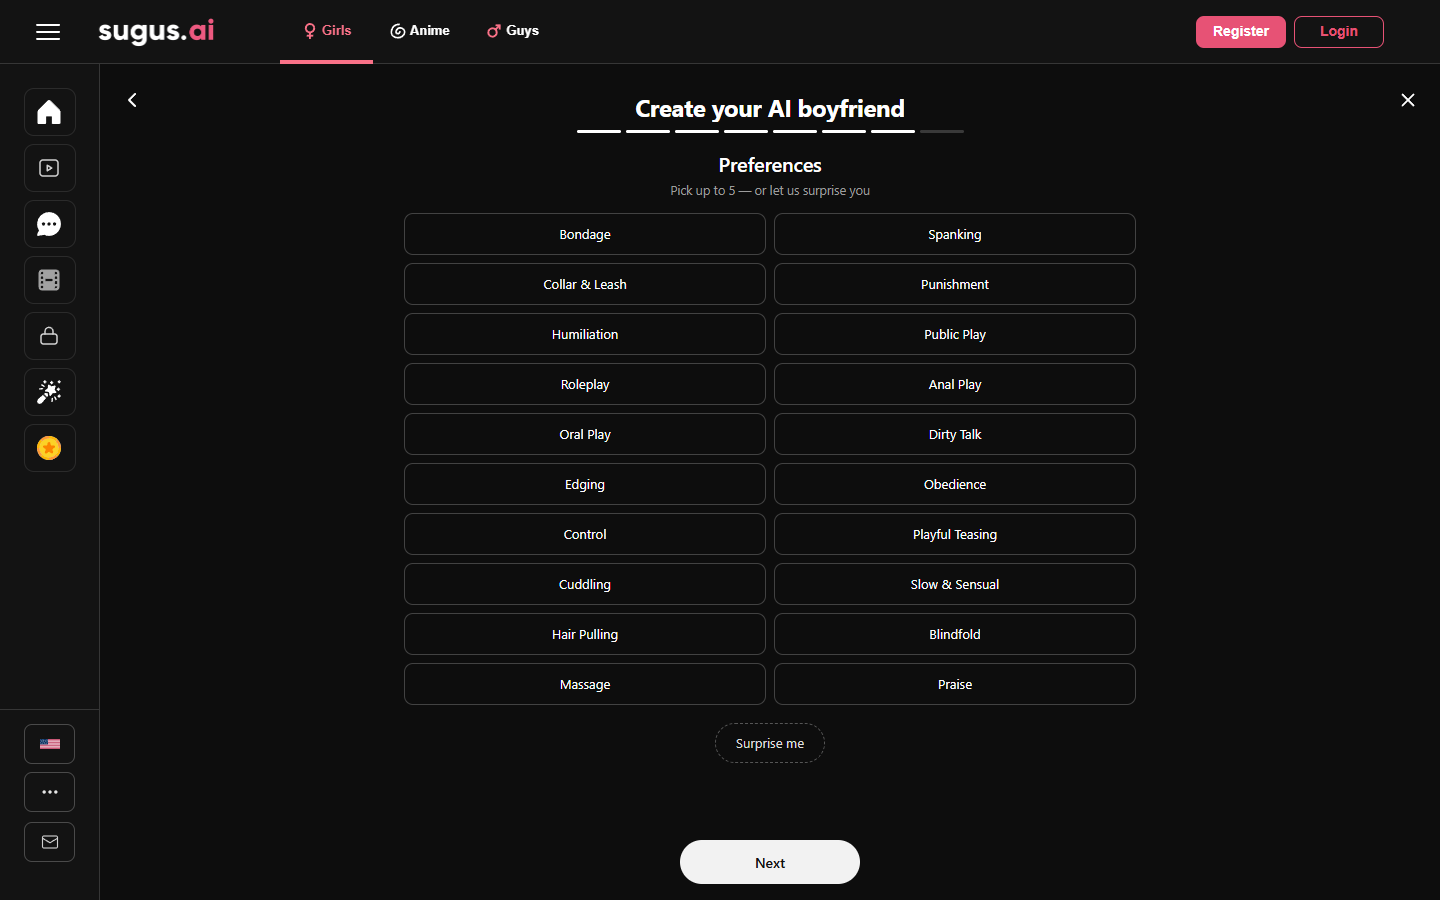 sugus.ai
Girls
Anime
Guys
Register
Login
Create your AI boyfriend
Preferences
Pick up to 5 — or let us surprise you
Bondage
Spanking
Collar & Leash
Punishment
Humiliation
Public Play
Roleplay
Anal Play
Oral Play
Dirty Talk
Edging
Obedience
Control
Playful Teasing
Cuddling
Slow & Sensual
Hair Pulling
Blindfold
Massage
Praise
Surprise me
Next